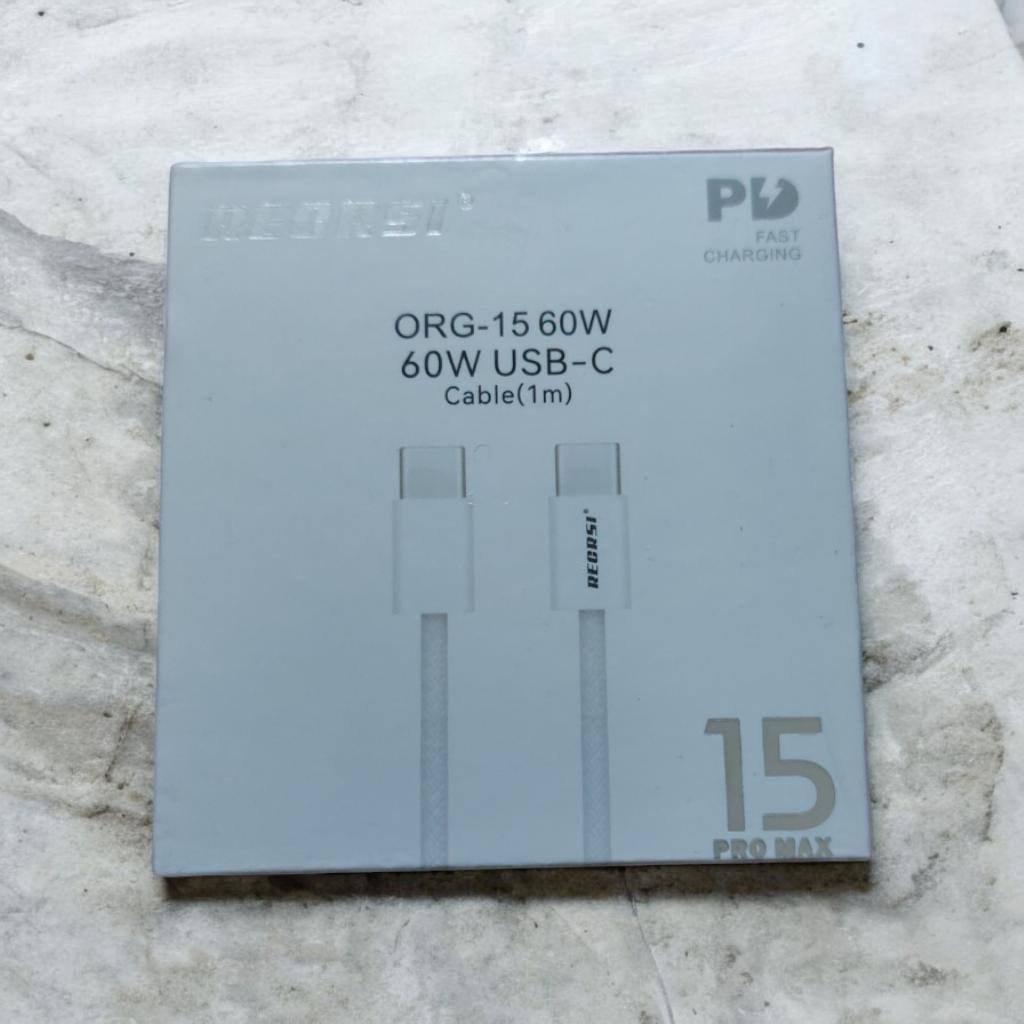 REORSI®
PD
FAST
CHARGING
ORG-15 60W
60W USB-C
Cable(1m)
REORSI®
15
PRO MAX